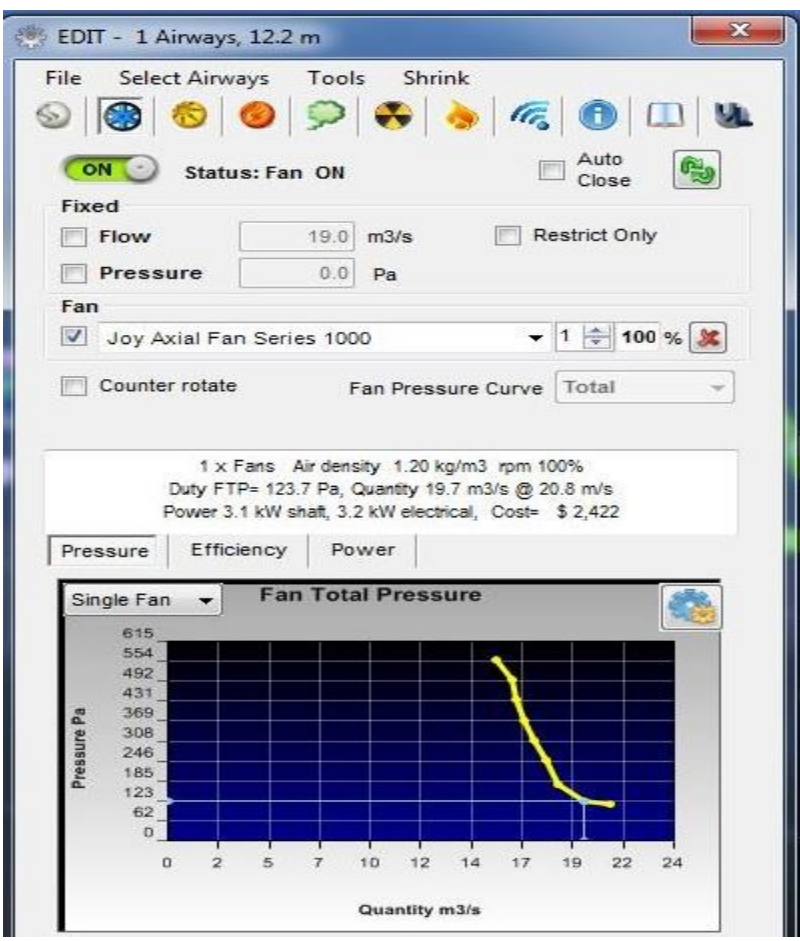 EDIT - 1 Airways, 12.2 m
File Select Airways Tools Shrink
ON Status: Fan ON Auto Close
Fixed
Flow 19.0 m3/s Restrict Only
Pressure 0.0 Pa
Fan
Joy Axial Fan Series 1000 1 100 %
Counter rotate Fan Pressure Curve Total
1 x Fans Air density 1.20 kg/m3 rpm 100%
Duty FTP= 123.7 Pa, Quantity 19.7 m3/s @ 20.8 m/s
Power 3.1 kW shaft, 3.2 kW electrical, Cost= $ 2,422
Pressure Efficiency Power
Single Fan Fan Total Pressure
615
554
492
431
369
308
246
185
123
62
0
Pressure Pa
0 2 5 7 10 12 14 17 19 22 24
Quantity m3/s